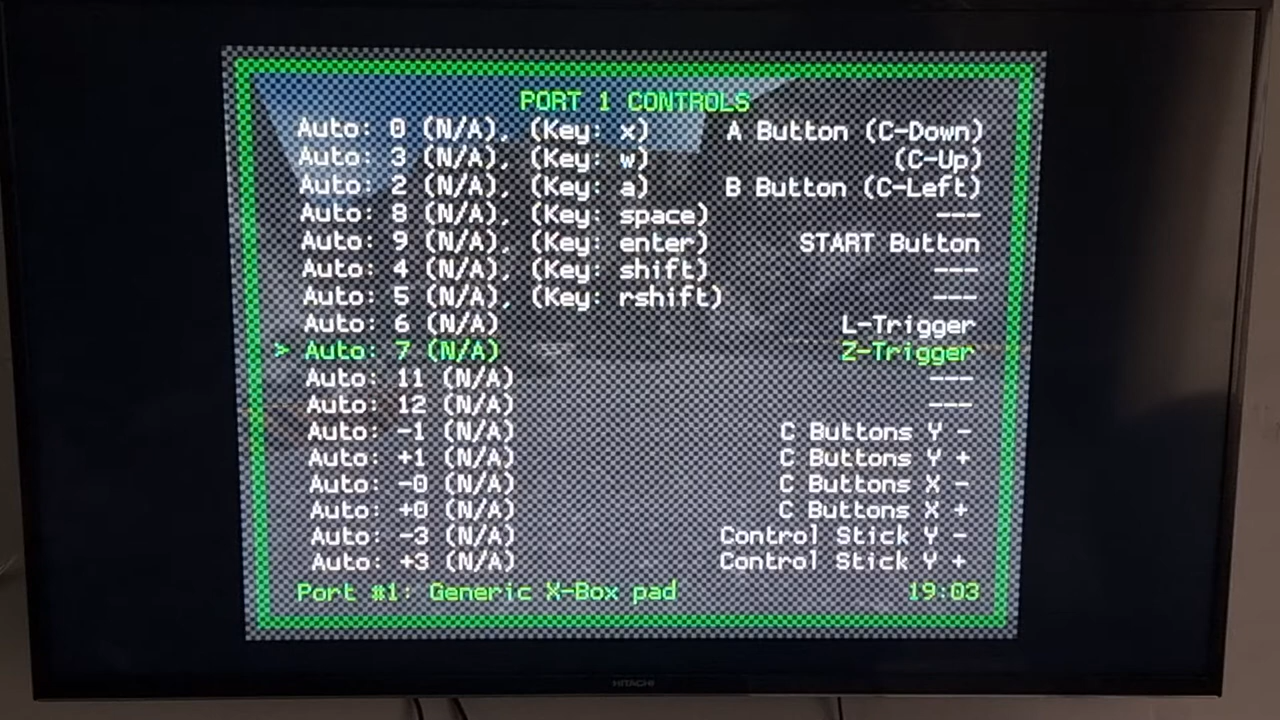 PORT 1 CONTROLS
Auto: 0 (N/A), (Key: x) A Button (C-Down)
Auto: 3 (N/A), (Key: w) (C-Up)
Auto: 2 (N/A), (Key: a) B Button (C-Left)
Auto: 8 (N/A), (Key: space) ---
Auto: 9 (N/A), (Key: enter) START Button
Auto: 4 (N/A), (Key: shift) ---
Auto: 5 (N/A), (Key: rshift) ---
Auto: 6 (N/A) L-Trigger
> Auto: 7 (N/A) Z-Trigger
Auto: 11 (N/A) ---
Auto: 12 (N/A) ---
Auto: -1 (N/A) C Buttons Y -
Auto: +1 (N/A) C Buttons Y +
Auto: -0 (N/A) C Buttons X -
Auto: +0 (N/A) C Buttons X +
Auto: -3 (N/A) Control Stick Y -
Auto: +3 (N/A) Control Stick Y +
Port #1: Generic X-Box pad 19:03
HITACHI